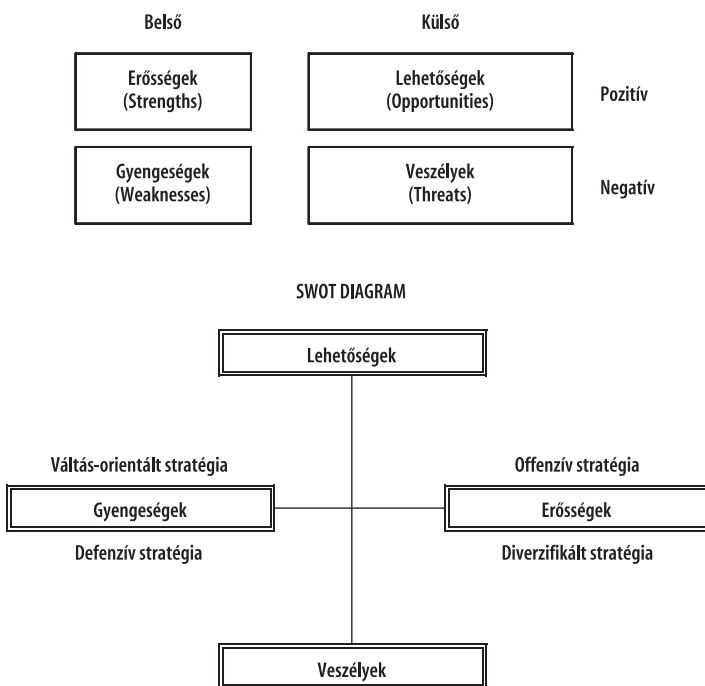 Belső
Külső
Erősségek
(Strengths)
Lehetőségek
(Opportunities)
Pozitív
Gyengeségek
(Weaknesses)
Veszélyek
(Threats)
Negatív
SWOT DIAGRAM
Lehetőségek
Váltás-orientált stratégia
Offenzív stratégia
Gyengeségek
Erősségek
Defenzív stratégia
Diverzifikált stratégia
Veszélyek